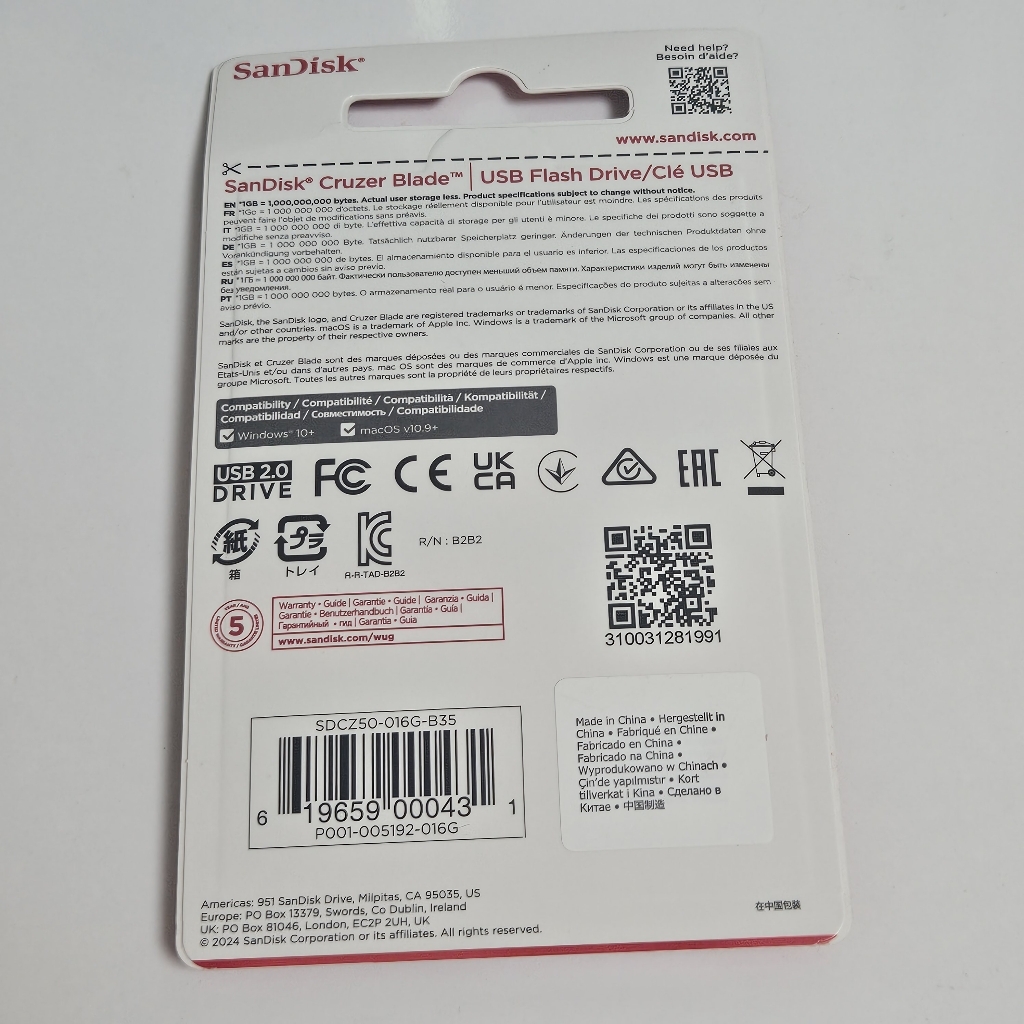 SanDisk®
Need help?
Besoin d'aide?
www.sandisk.com
SanDisk® Cruzer Blade™ | USB Flash Drive/Clé USB
EN *1GB = 1,000,000,000 bytes. Actual user storage less. Product specifications subject to change without notice.
FR *1Go = 1 000 000 000 d'octets. Le stockage réellement disponible pour l'utilisateur est moindre. Les spécifications des produits
peuvent faire l'objet de modifications sans préavis.
IT *1GB = 1 000 000 000 di byte. L'effettiva capacità di storage per gli utenti è minore. Le specifiche dei prodotti sono soggette a
modifiche senza preavviso.
DE *1GB = 1 000 000 000 Byte. Tatsächlich nutzbarer Speicherplatz geringer. Änderungen der technischen Produktdaten ohne
Vorankündigung vorbehalten.
ES *1GB = 1 000 000 000 de bytes. El almacenamiento disponible para el usuario es inferior. Las especificaciones de los productos
están sujetas a cambios sin aviso previo.
RU *1 ГБ = 1 000 000 000 байт. Фактически пользователю доступен меньший объем памяти. Характеристики изделий могут быть изменены
без уведомления.
PT *1GB = 1 000 000 000 bytes. O armazenamento real para o usuário é menor. Especificações do produto sujeitas a alterações sem
aviso prévio.
SanDisk, the SanDisk logo, and Cruzer Blade are registered trademarks or trademarks of SanDisk Corporation or its affiliates in the US
and/or other countries. macOS is a trademark of Apple Inc. Windows is a trademark of the Microsoft group of companies. All other
marks are the property of their respective owners.
SanDisk et Cruzer Blade sont des marques déposées ou des marques commerciales de SanDisk Corporation ou de ses filiales aux
Etats-Unis et/ou dans d'autres pays. mac OS sont des marques de commerce d'Apple inc. Windows est une marque déposée du
groupe Microsoft. Toutes les autres marques sont la propriété de leurs propriétaires respectifs.
Compatibility / Compatibilité / Compatibilità / Kompatibilität /
Compatibilidad / Совместимость / Compatibilidade
Windows® 10+ macOS v10.9+
USB 2.0
DRIVE
FC CE UK
CA
EAC
紙
箱
プラ
トレイ
R-R-TAD-B2B2
R/N : B2B2
310031281991
5
Warranty • Guide | Garantie • Guide | Garanzia • Guida |
Garantie • Benutzerhandbuch | Garantía • Guía |
Гарантийный • гид | Garantia • Guia
www.sandisk.com/wug
SDCZ50-016G-B35
6 19659 00043 1
P001-005192-016G
Made in China • Hergestellt in
China • Fabriqué en Chine •
Fabricado en China •
Fabricado na China •
Wyprodukowano w Chinach •
Çin'de yapılmıştır • Kort
tillverkat i Kina • Сделано в
Китае • 中国制造
Americas: 951 SanDisk Drive, Milpitas, CA 95035, US
Europe: PO Box 13379, Swords, Co Dublin, Ireland
UK: PO Box 81046, London, EC2P 2UH, UK
© 2024 SanDisk Corporation or its affiliates. All rights reserved.
在中国包装